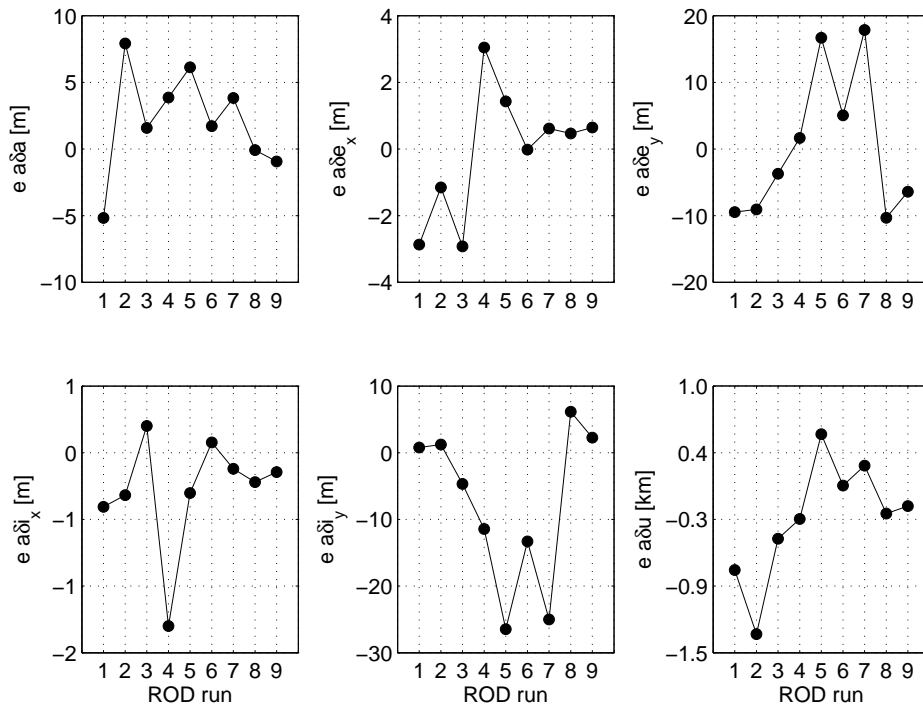 10
5
0
−5
−10
e aδa [m]
1 2 3 4 5 6 7 8 9
4
2
0
−2
−4
e aδe_x [m]
1 2 3 4 5 6 7 8 9
20
10
0
−10
−20
e aδe_y [m]
1 2 3 4 5 6 7 8 9
1
0
−1
−1
−2
e aδi_x [m]
1 2 3 4 5 6 7 8 9
ROD run
10
0
−10
−20
−30
e aδi_y [m]
1 2 3 4 5 6 7 8 9
ROD run
1.0
0.4
−0.3
−0.9
−1.5
e aδu [km]
1 2 3 4 5 6 7 8 9
ROD run